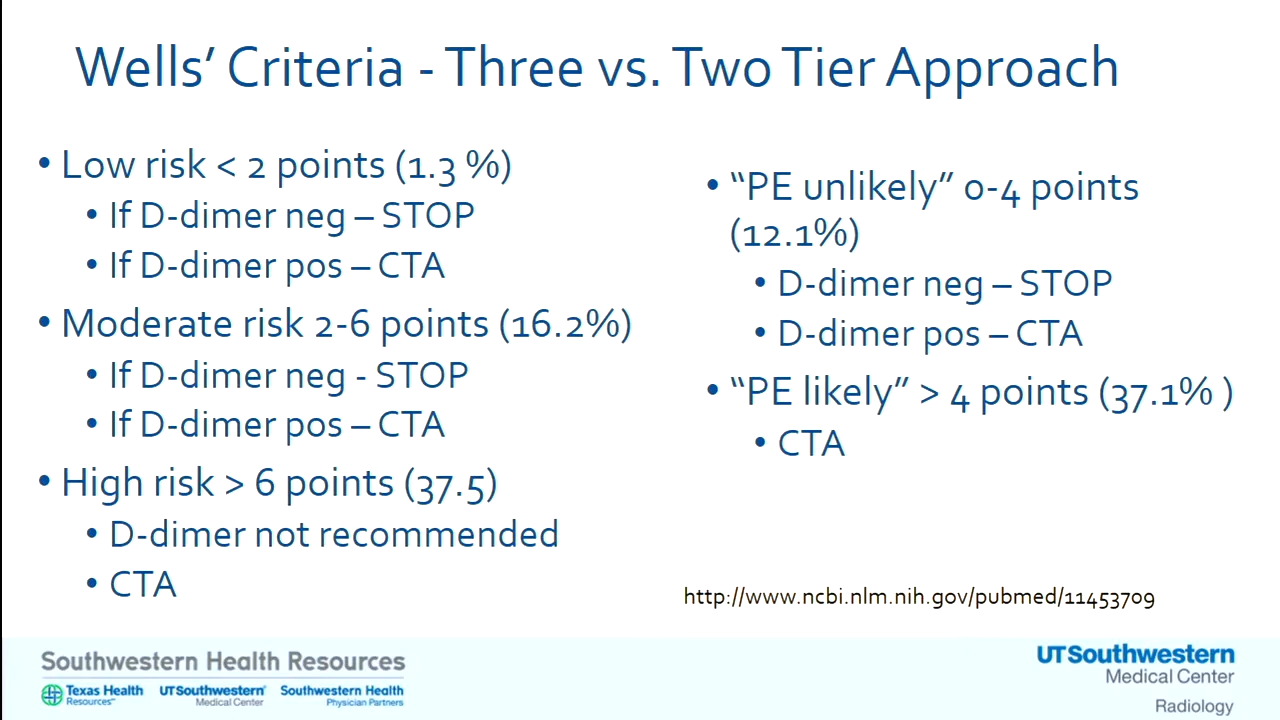 Wells’ Criteria - Three vs. Two Tier Approach
• Low risk < 2 points (1.3 %)
• If D-dimer neg – STOP
• If D-dimer pos – CTA
• Moderate risk 2-6 points (16.2%)
• If D-dimer neg - STOP
• If D-dimer pos – CTA
• High risk > 6 points (37.5)
• D-dimer not recommended
• CTA
• “PE unlikely” 0-4 points
(12.1%)
• D-dimer neg – STOP
• D-dimer pos – CTA
• “PE likely” > 4 points (37.1% )
• CTA
http://www.ncbi.nlm.nih.gov/pubmed/11453709
Southwestern Health Resources
Texas Health
Resources
UTSouthwestern
Medical Center
Southwestern Health
Physician Partners
UTSouthwestern
Medical Center
Radiology